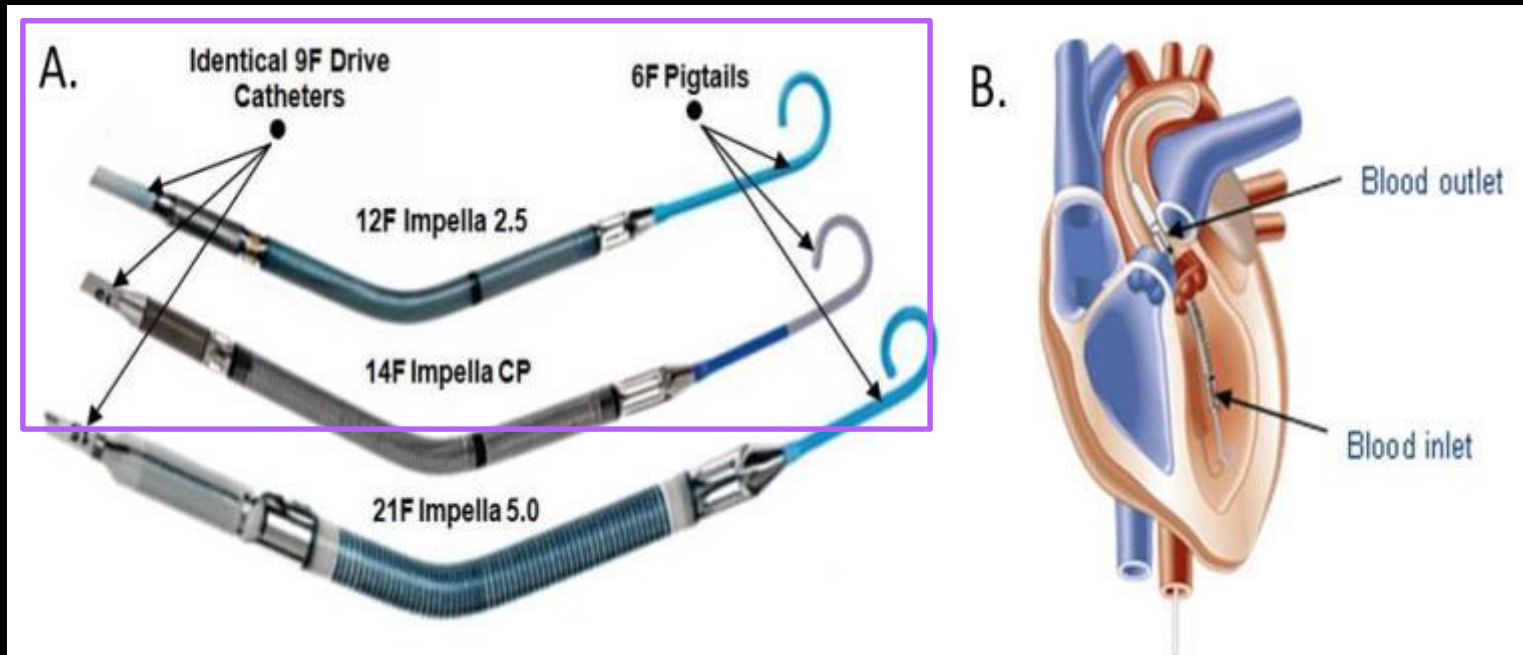 A.
Identical 9F Drive
Catheters
6F Pigtails
12F Impella 2.5
14F Impella CP
21F Impella 5.0
B.
Blood outlet
Blood inlet